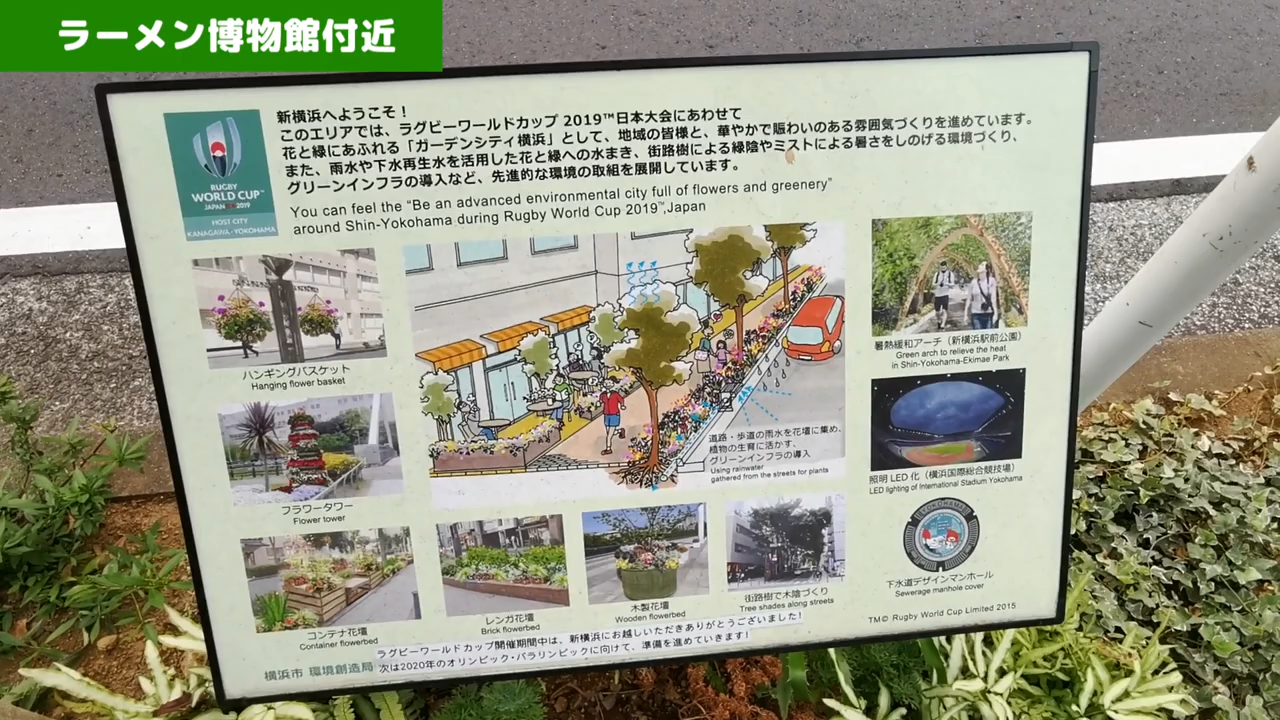 ラーメン博物館付近
新横浜へようこそ！
このエリアでは、ラグビーワールドカップ 2019™日本大会にあわせて
花と緑にあふれる「ガーデンシティ横浜」として、地域の皆様と、華やかで賑わいのある雰囲気づくりを進めています。
また、雨水や下水再生水を活用した花と緑への水まき、街路樹による緑陰やミストによる暑さをしのげる環境づくり、
グリーンインフラの導入など、先進的な環境の取組を展開しています。
You can feel the "Be an advanced environmental city full of flowers and greenery"
around Shin-Yokohama during Rugby World Cup 2019™,Japan
RUGBY
WORLD CUP™
JAPAN 2019
HOST CITY
KANAGAWA・YOKOHAMA
ハンギングバスケット
Hanging flower basket
フラワータワー
Flower tower
コンテナ花壇
Container flowerbed
レンガ花壇
Brick flowerbed
木製花壇
Wooden flowerbed
街路樹で木陰づくり
Tree shades along streets
道路・歩道の雨水を花壇に集め、
植物の生育に活かす、
グリーンインフラの導入
Using rainwater
gathered from the streets for plants
暑熱緩和アーチ（新横浜駅前公園）
Green arch to relieve the heat
in Shin-Yokohama-Ekimae Park
照明 LED 化（横浜国際総合競技場）
LED lighting of International Stadium Yokohama
YOKOHAMA
下水道デザインマンホール
Sewerage manhole cover
TM© Rugby World Cup Limited 2015
ラグビーワールドカップ開催期間中は、新横浜にお越しいただきありがとうございました！
次は2020年のオリンピック・パラリンピックに向けて、準備を進めていきます！
横浜市 環境創造局